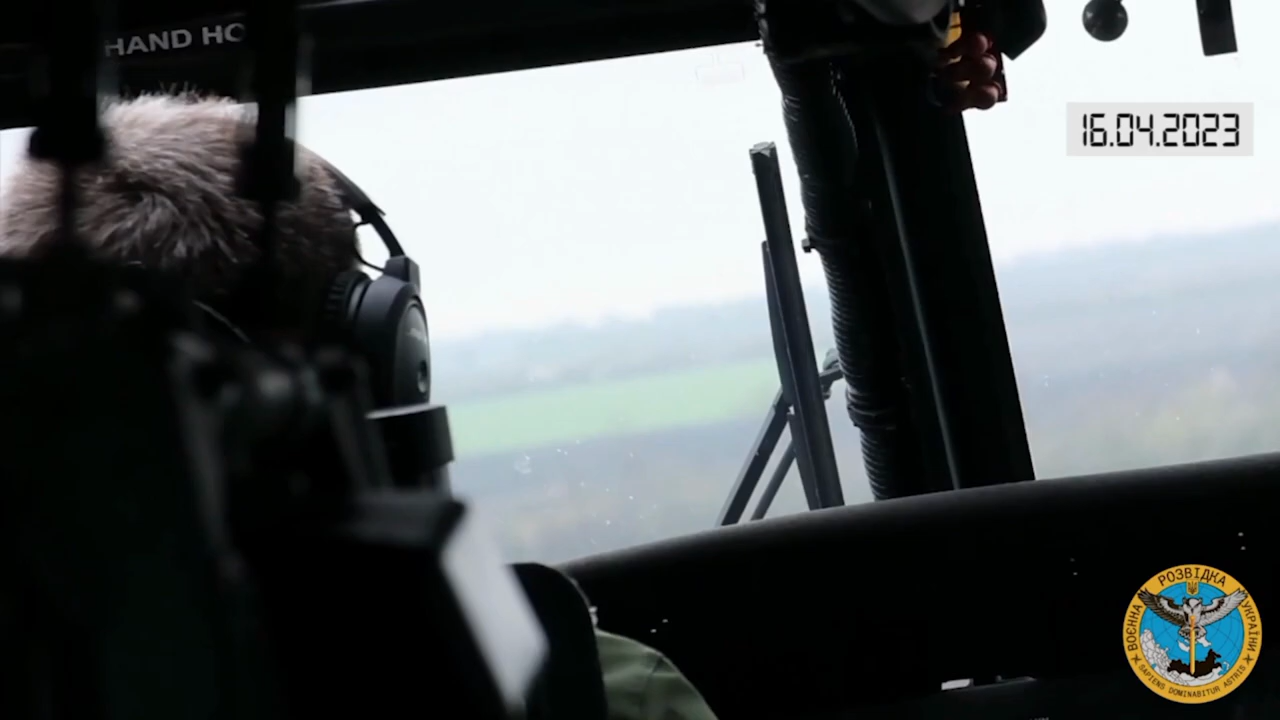 HAND HO
16.04.2023
ВОЄННА РОЗВІДКА УКРАЇНИ
SAPIENS DOMINABITUR ASTRIS